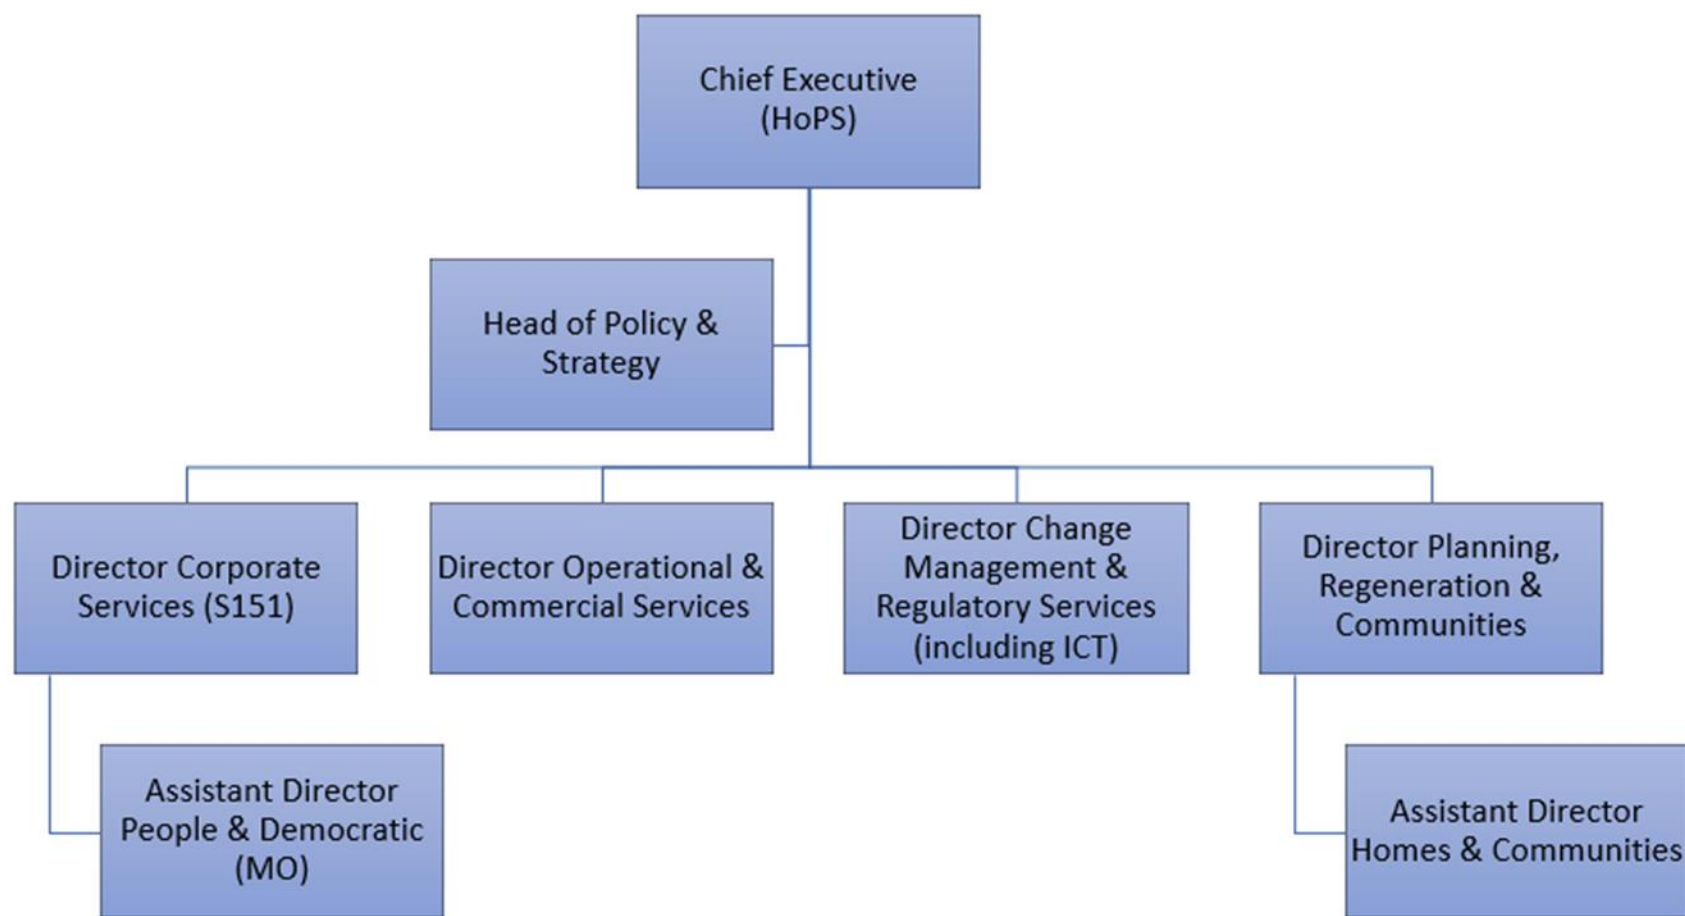 Chief Executive
(HoPS)
Head of Policy &
Strategy
Director Corporate
Services (S151)
Director Operational &
Commercial Services
Director Change
Management &
Regulatory Services
(including ICT)
Director Planning,
Regeneration &
Communities
Assistant Director
People & Democratic
(MO)
Assistant Director
Homes & Communities